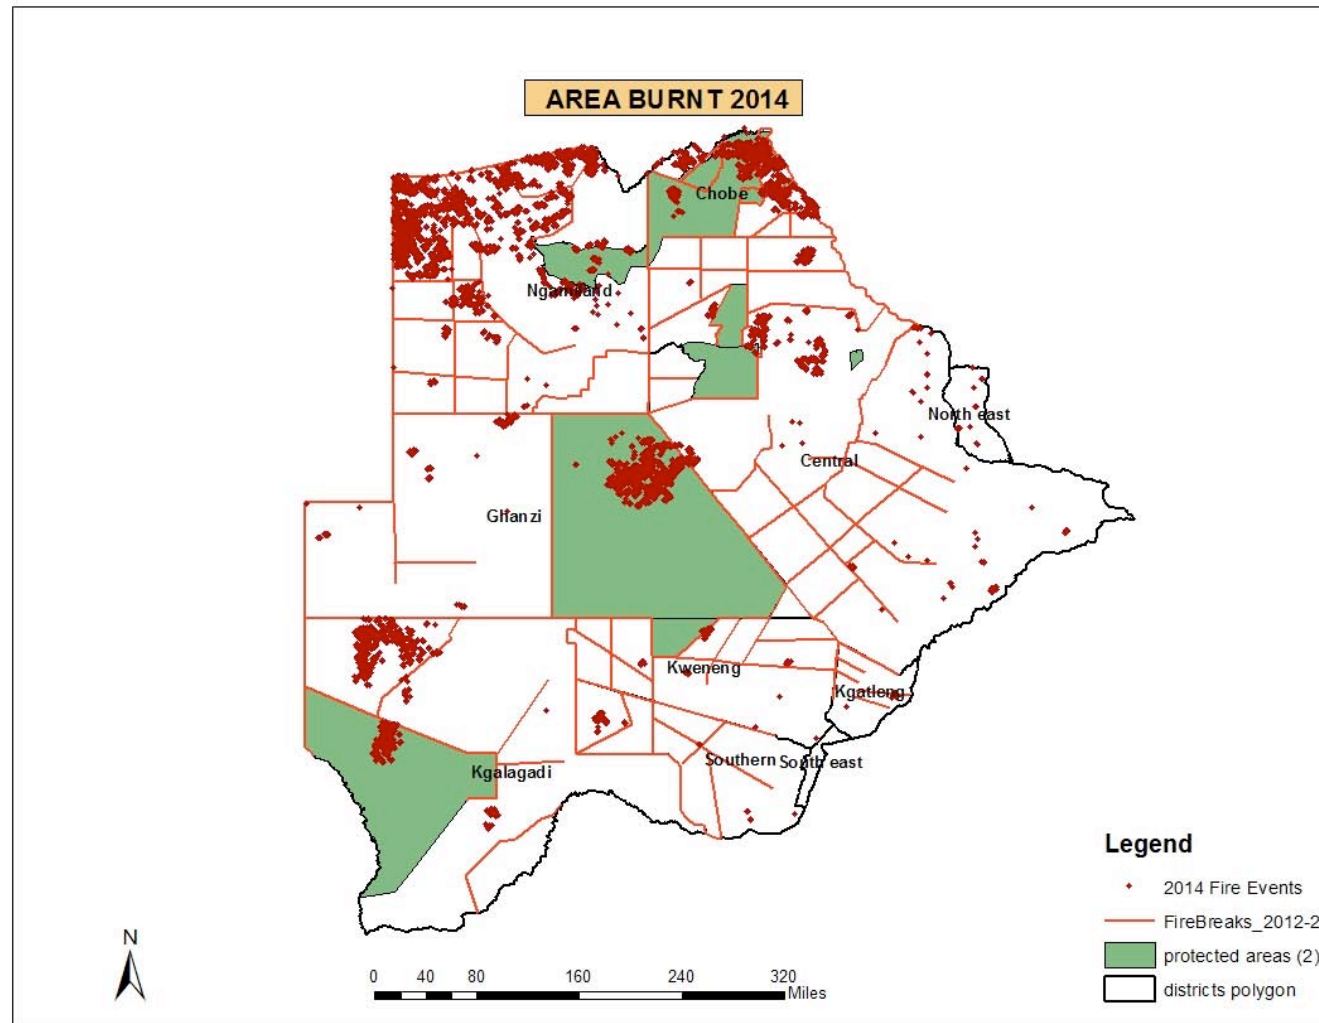 AREA BURNT 2014
Chobe
Ngamiland
North east
Central
Ghanzi
Kweneng
Kgatleng
Southern
South east
Kgalagadi
Legend
2014 Fire Events
FireBreaks_2012-2
protected areas (2)
districts polygon
N
0 40 80 160 240 320
Miles